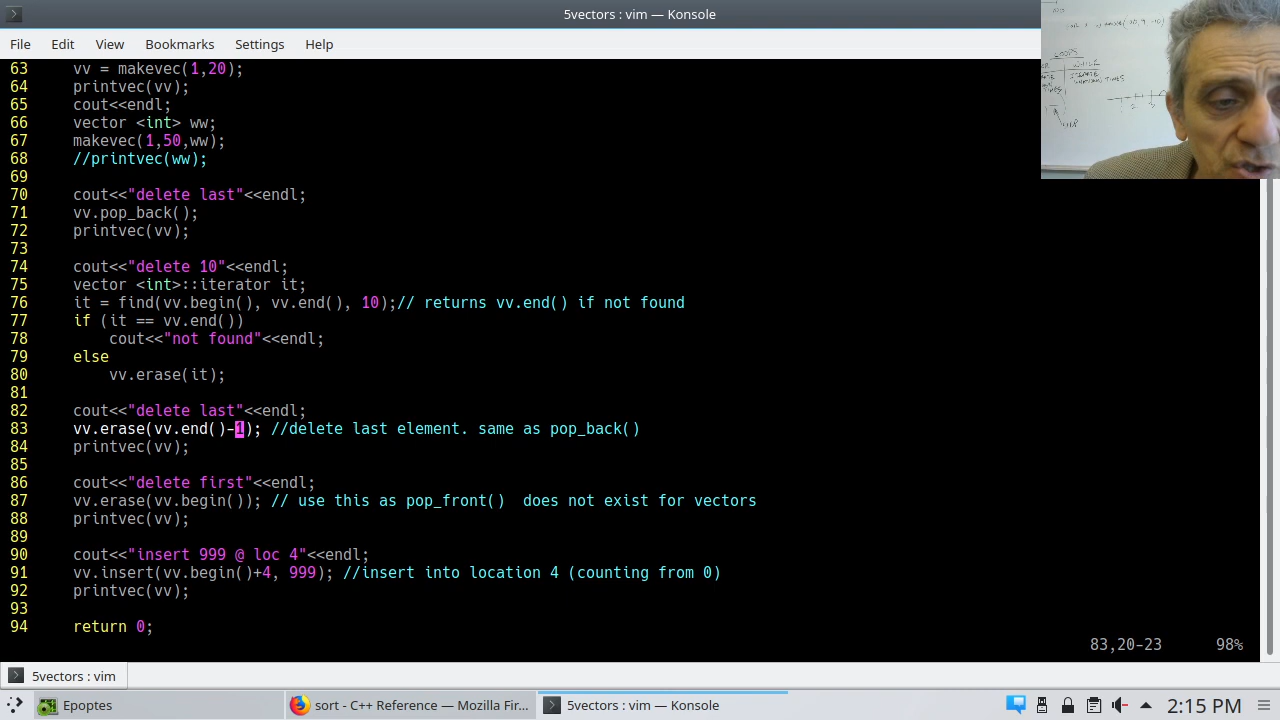 5vectors : vim — Konsole
File Edit View Bookmarks Settings Help
LOOPS
WHILE
ITERATE
TIMES
63 vv = makevec(1,20);
64 printvec(vv);
65 cout<<endl;
66 vector <int> ww;
67 makevec(1,50,ww);
68 //printvec(ww);
69
70 cout<<"delete last"<<endl;
71 vv.pop_back();
72 printvec(vv);
73
74 cout<<"delete 10"<<endl;
75 vector <int>::iterator it;
76 it = find(vv.begin(), vv.end(), 10);// returns vv.end() if not found
77 if (it == vv.end())
78 cout<<"not found"<<endl;
79 else
80 vv.erase(it);
81
82 cout<<"delete last"<<endl;
83 vv.erase(vv.end()-1); //delete last element. same as pop_back()
84 printvec(vv);
85
86 cout<<"delete first"<<endl;
87 vv.erase(vv.begin()); // use this as pop_front()  does not exist for vectors
88 printvec(vv);
89
90 cout<<"insert 999 @ loc 4"<<endl;
91 vv.insert(vv.begin()+4, 999); //insert into location 4 (counting from 0)
92 printvec(vv);
93
94 return 0;
83,20-23 98%
5vectors : vim
Epoptes sort - C++ Reference — Mozilla Fir... 5vectors : vim — Konsole 2:15 PM